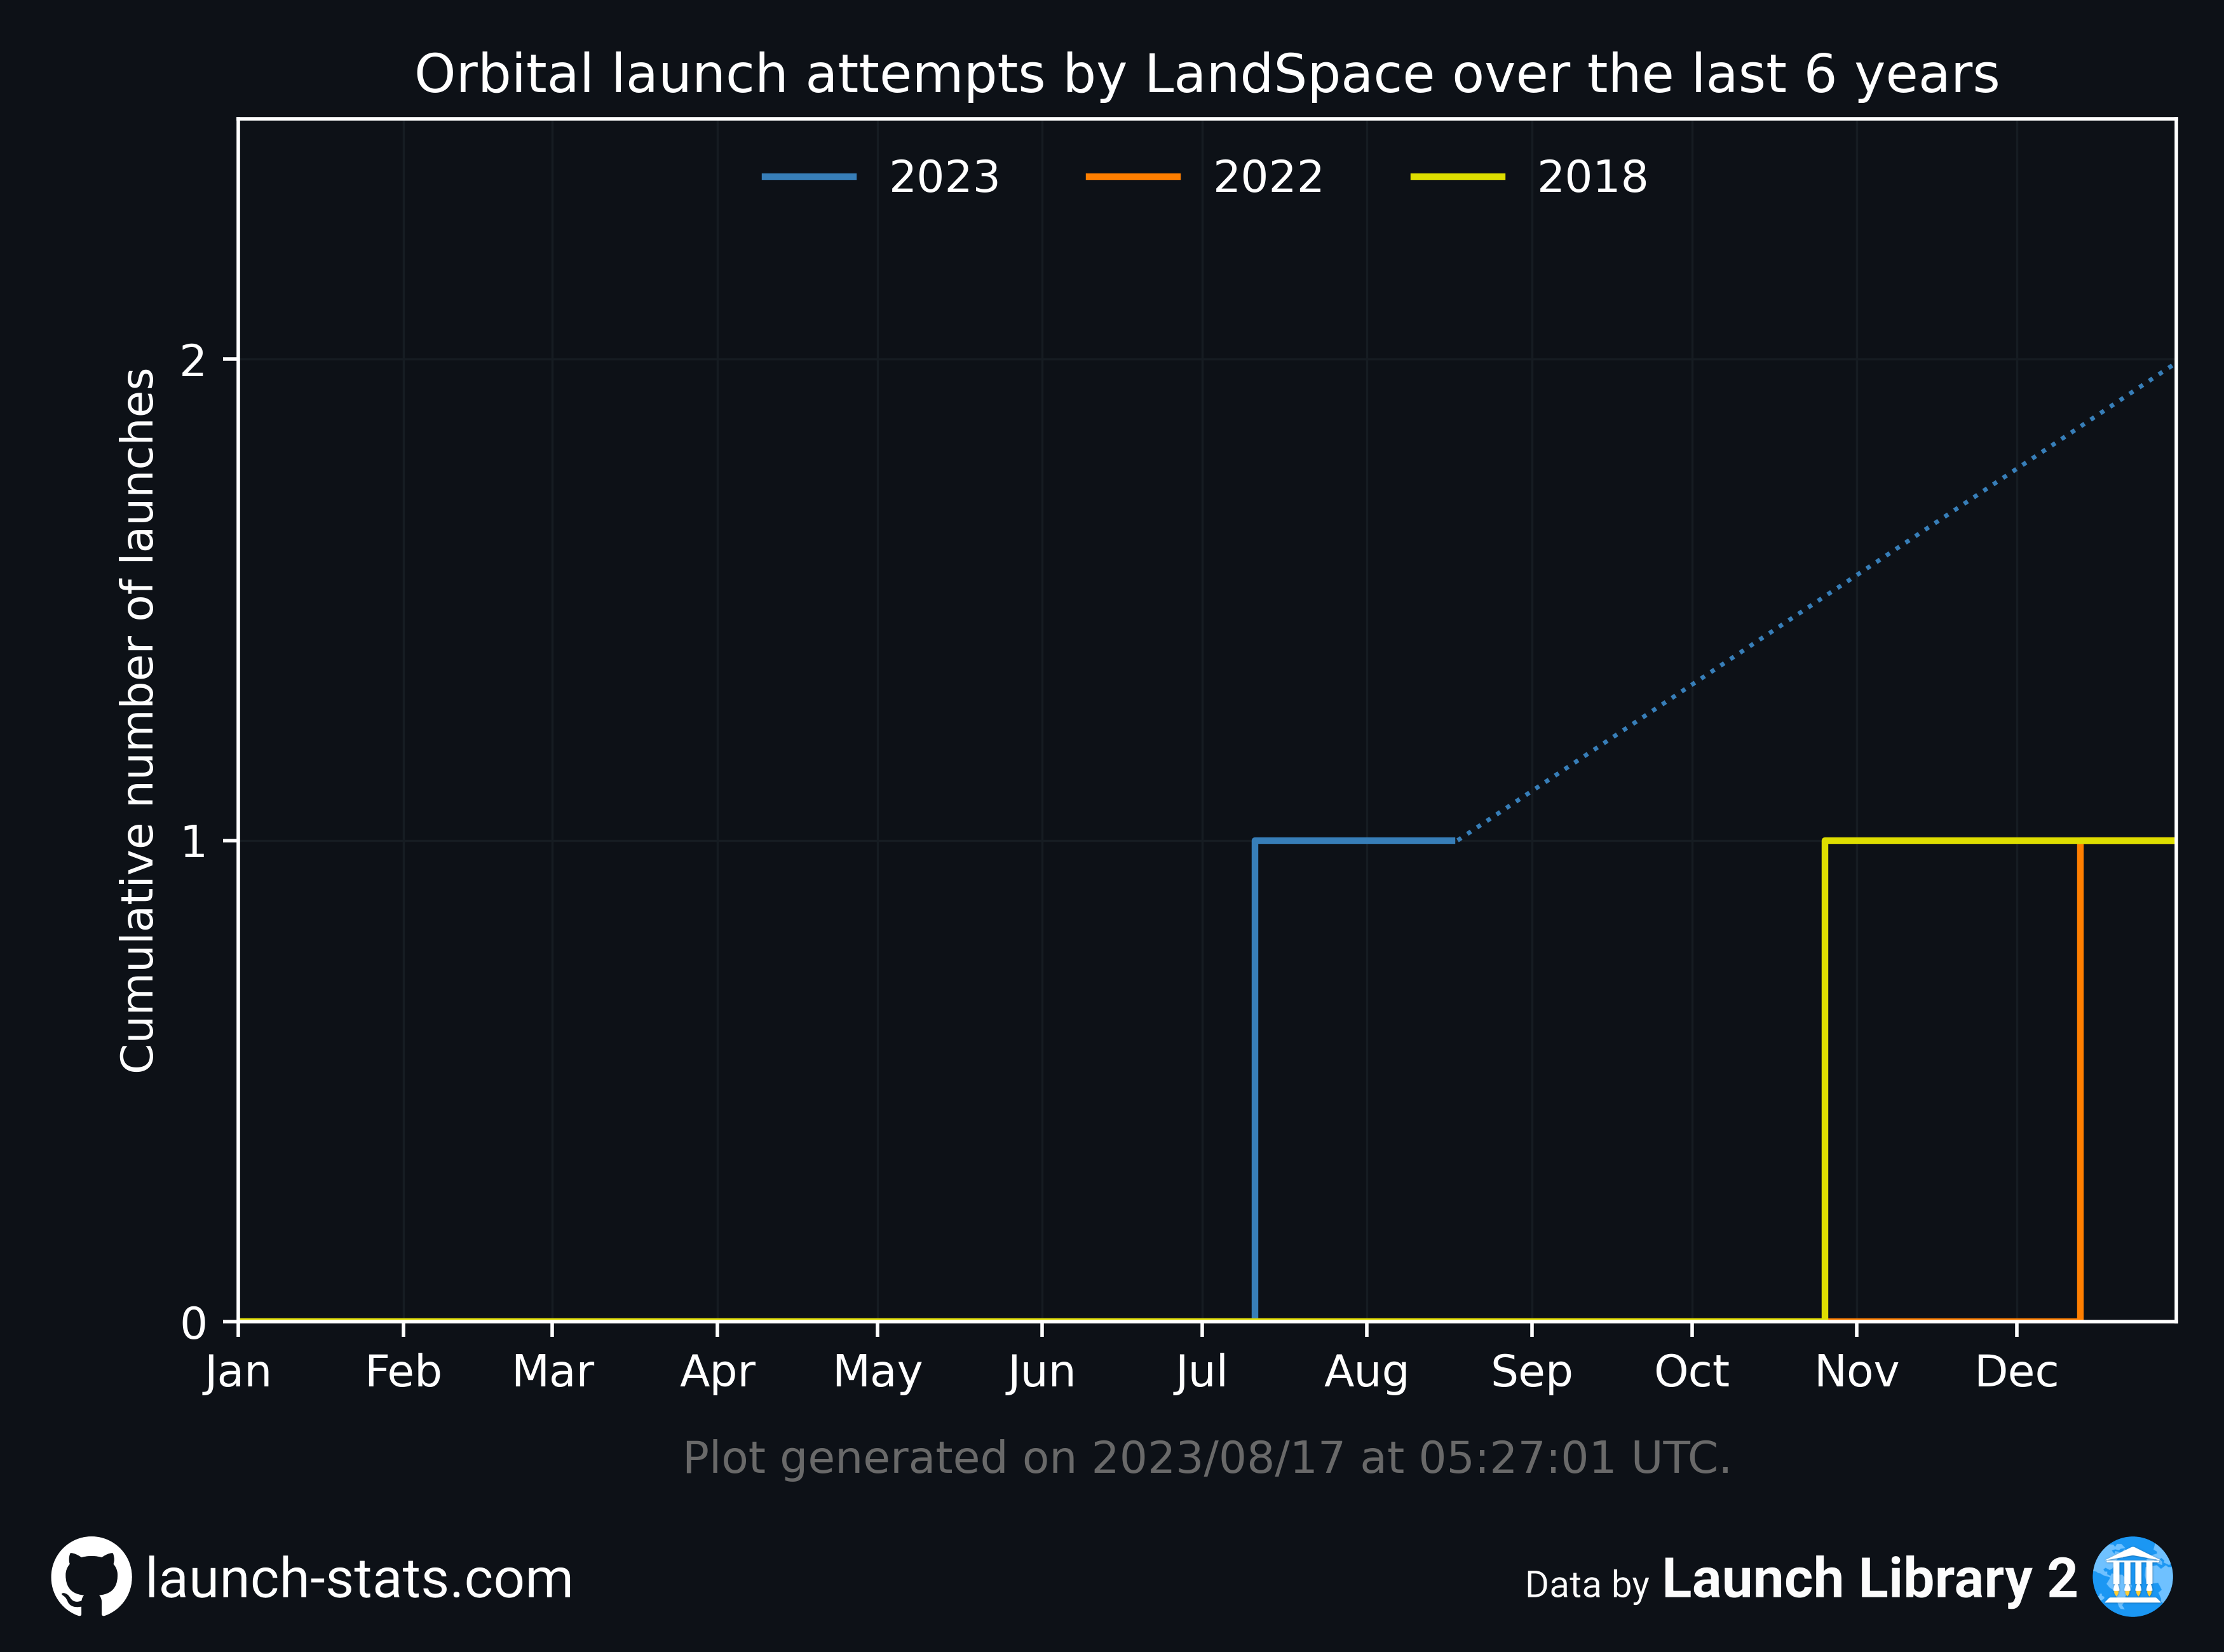 Orbital launch attempts by LandSpace over the last 6 years
2023 2022 2018
Cumulative number of launches
2
1
0
Jan Feb Mar Apr May Jun Jul Aug Sep Oct Nov Dec
Plot generated on 2023/08/17 at 05:27:01 UTC.
launch-stats.com
Data by Launch Library 2